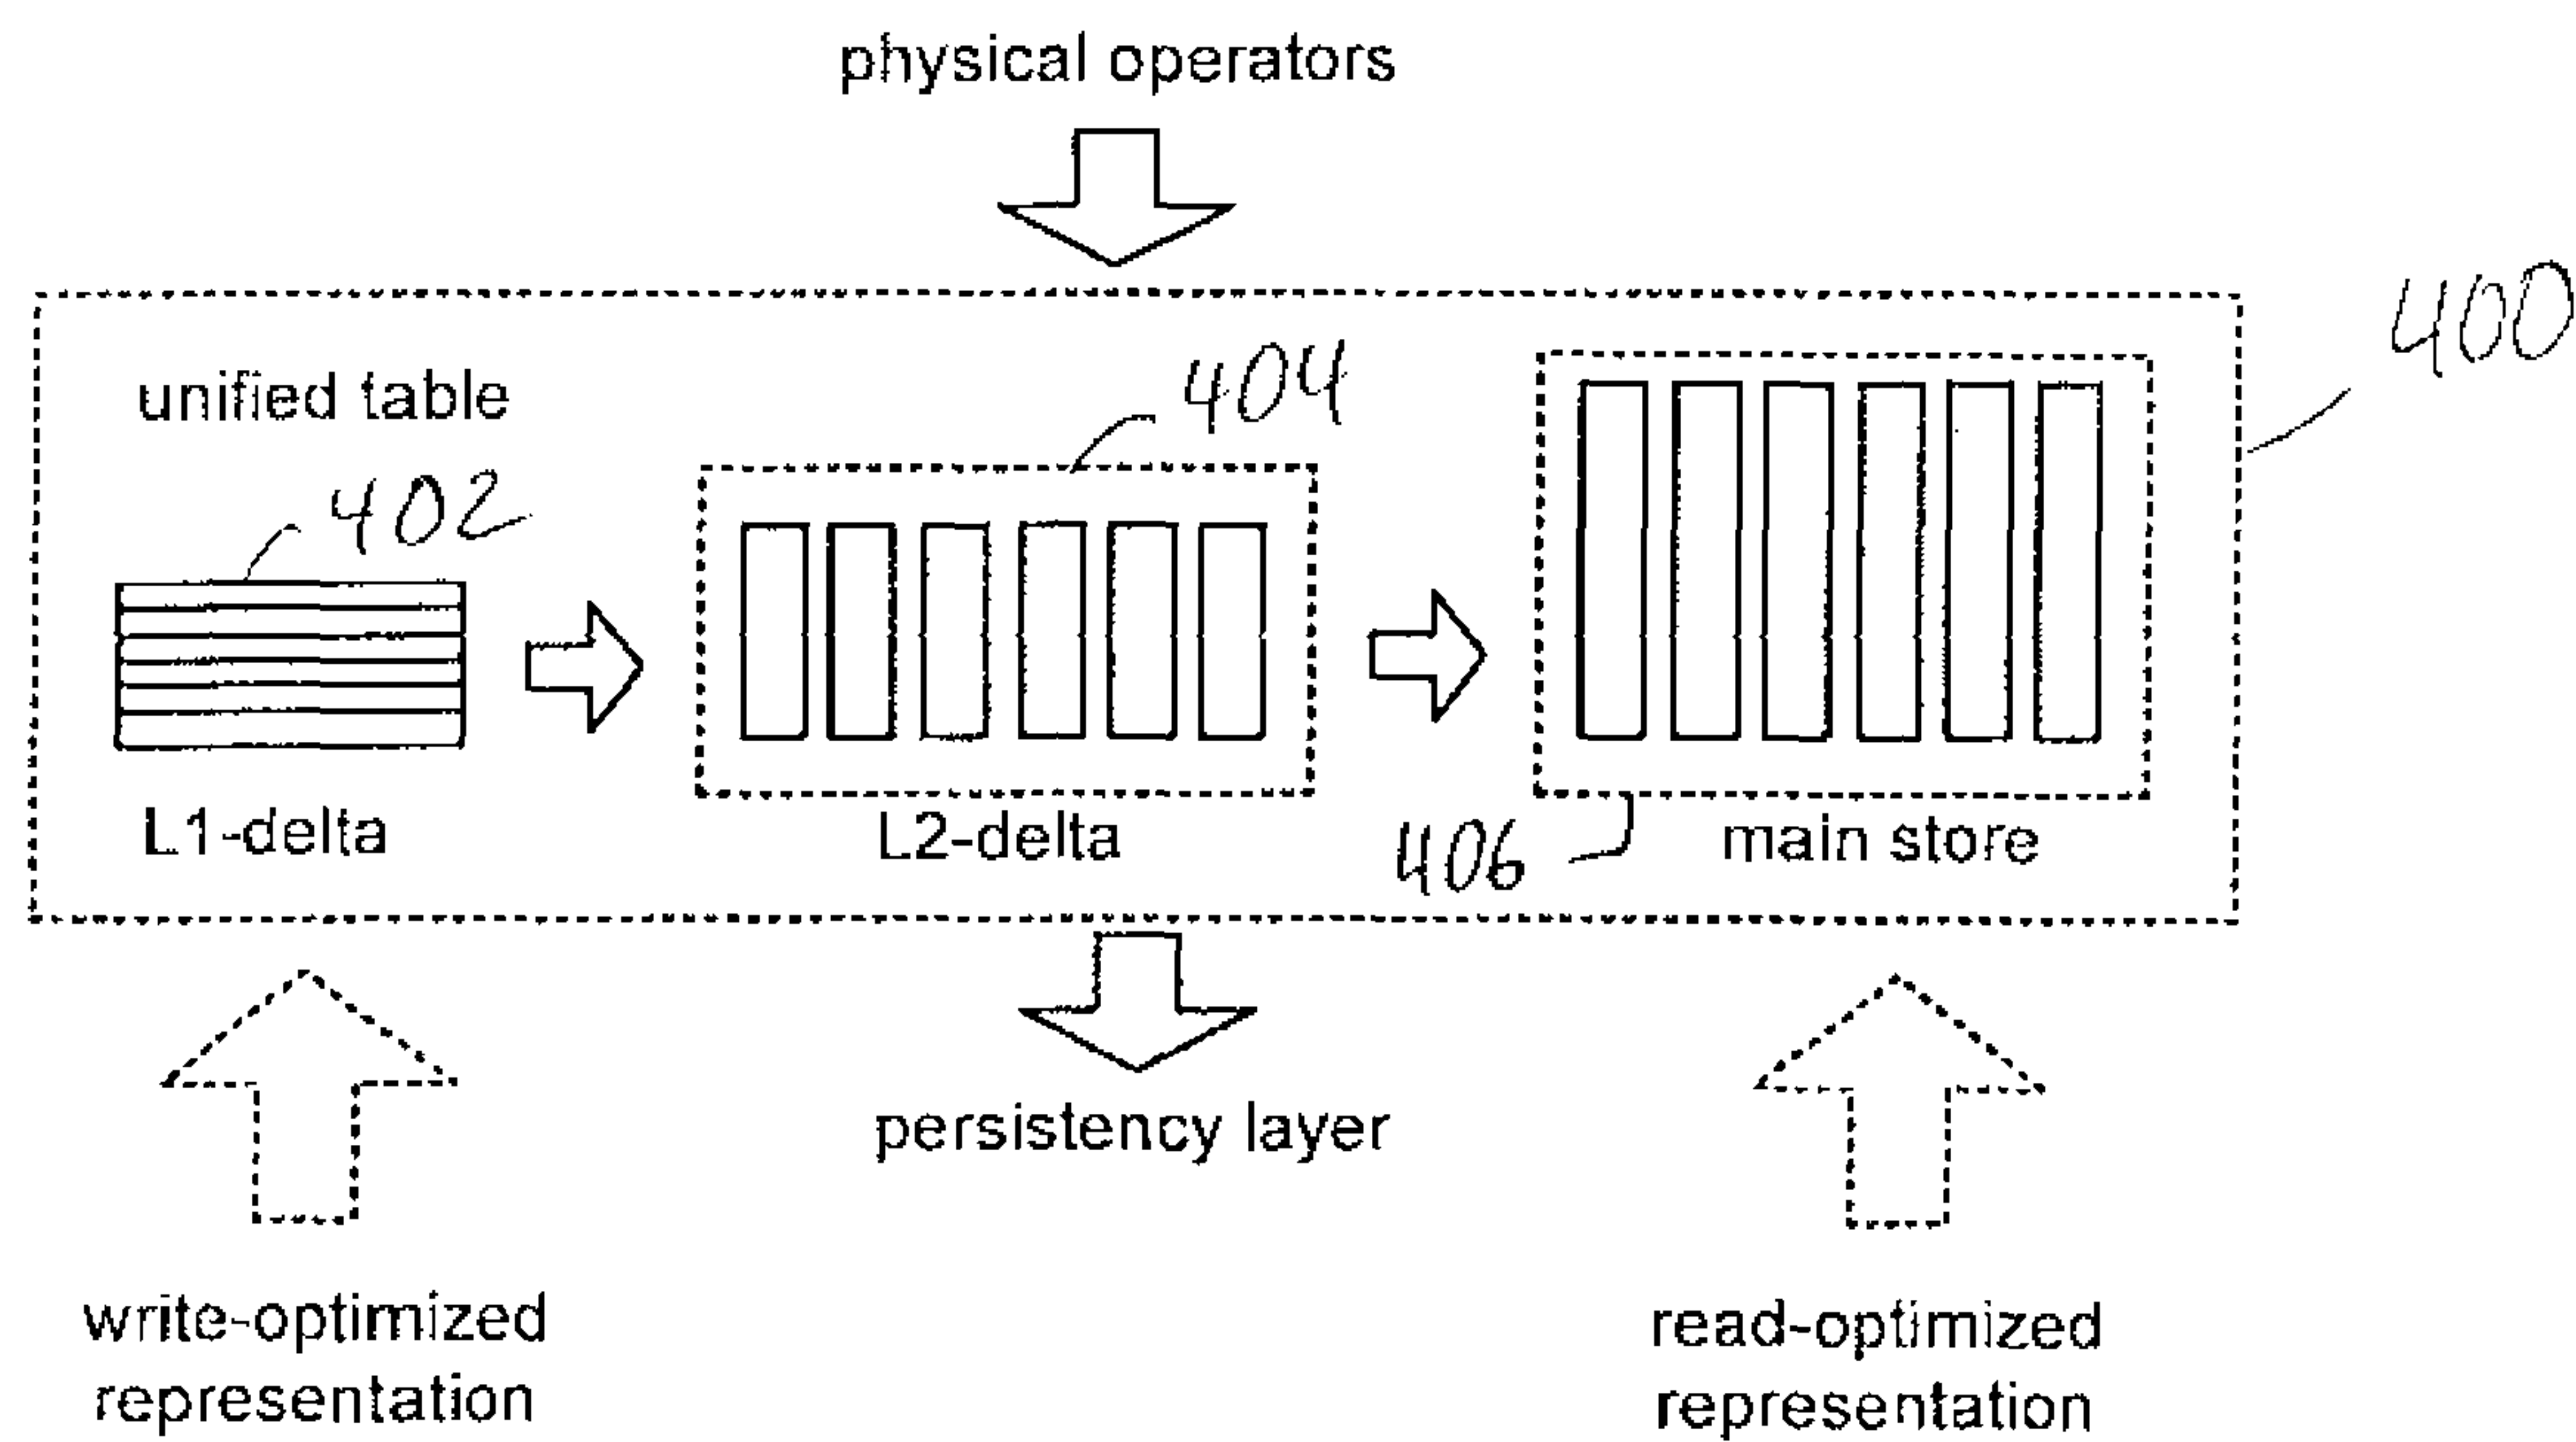 physical operators
400
unified table
404
402
L1-delta
L2-delta
406
main store
persistency layer
write-optimized
representation
read-optimized
representation